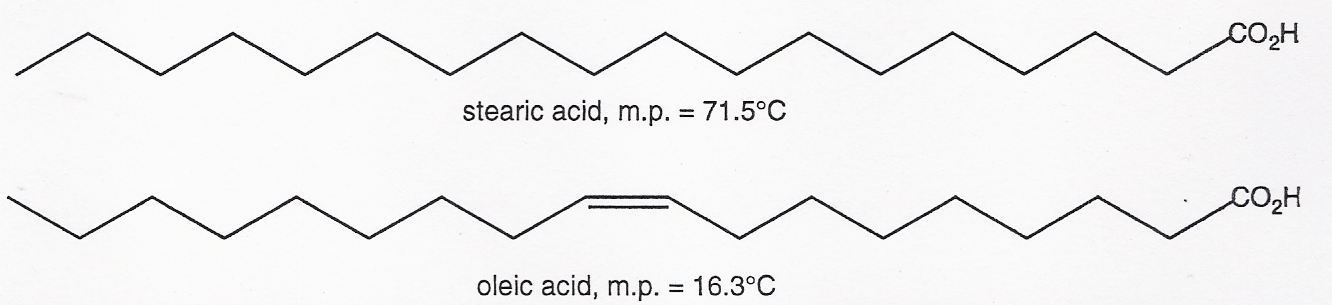 CO₂H
stearic acid, m.p. = 71.5°C
CO₂H
oleic acid, m.p. = 16.3°C